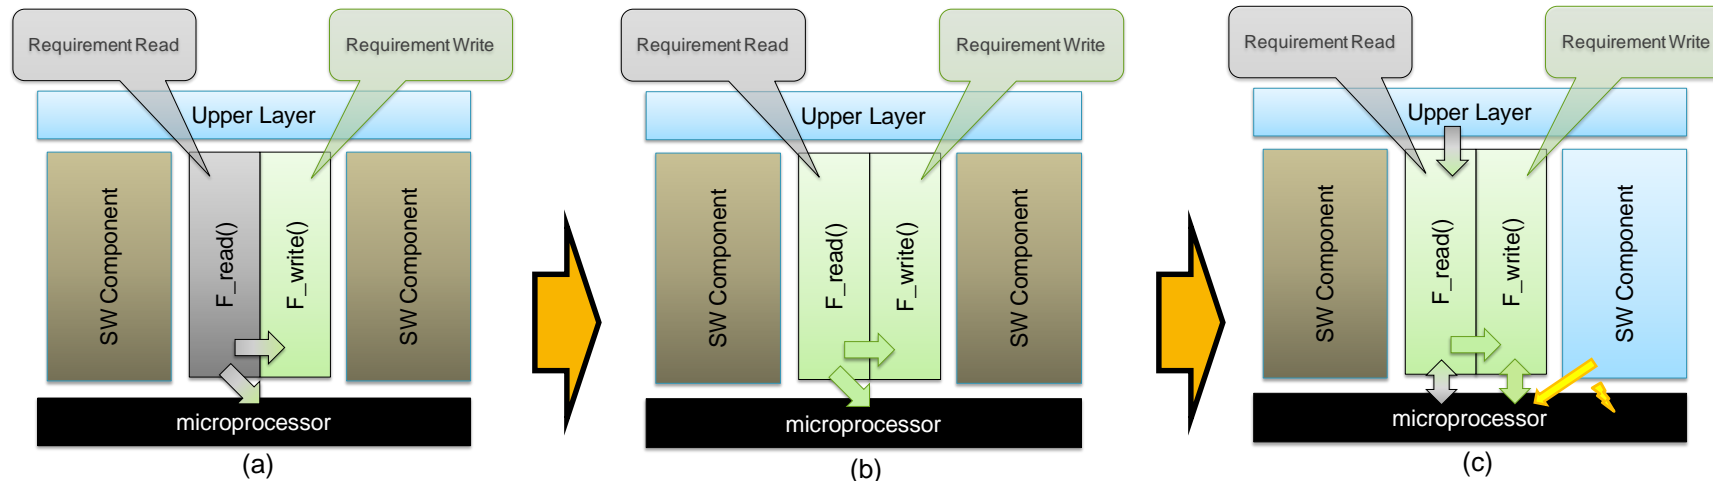 Requirement Read
Requirement Write
Upper Layer
SW Component
F_read()
F_write()
SW Component
microprocessor
(a)
Requirement Read
Requirement Write
Upper Layer
SW Component
F_read()
F_write()
SW Component
microprocessor
(b)
Requirement Read
Requirement Write
Upper Layer
SW Component
F_read()
F_write()
SW Component
microprocessor
(c)